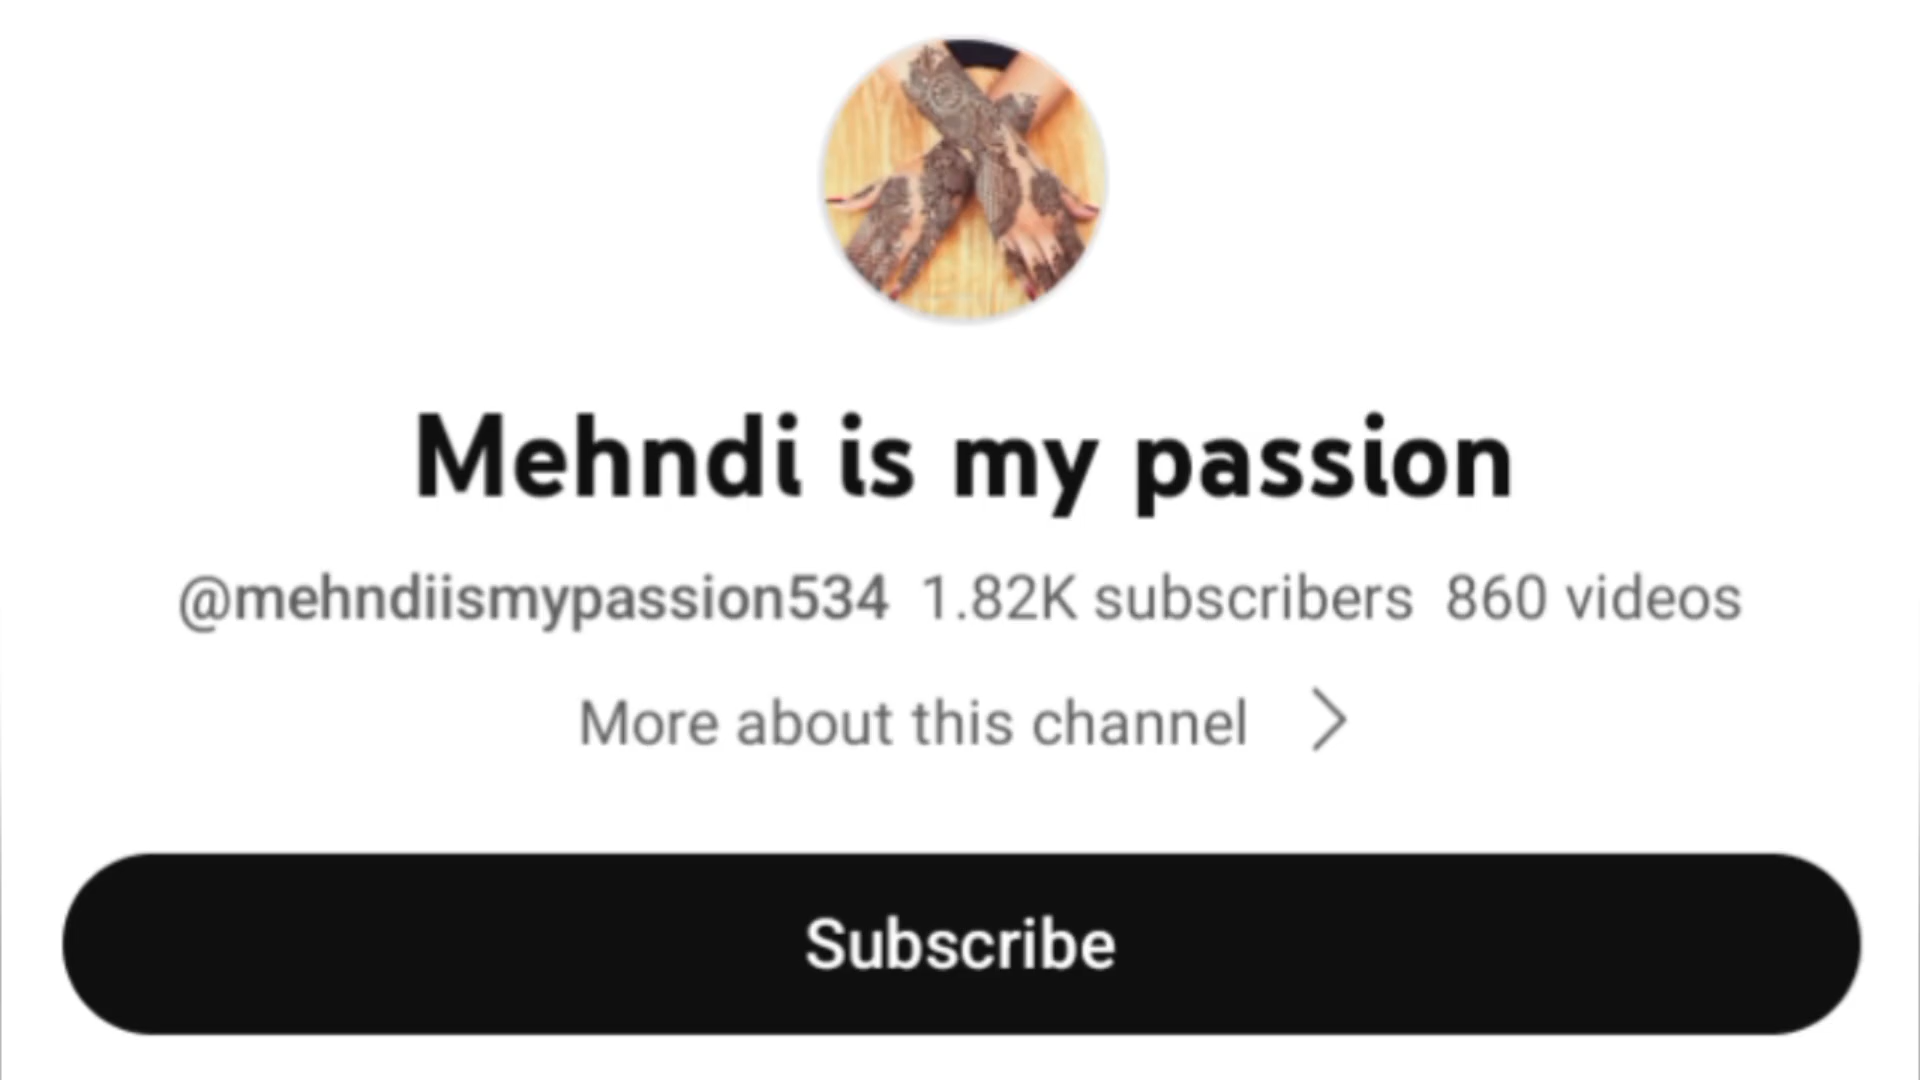 Mehndi is my passion
@mehndiismypassion534 1.82K subscribers 860 videos
More about this channel
Subscribe